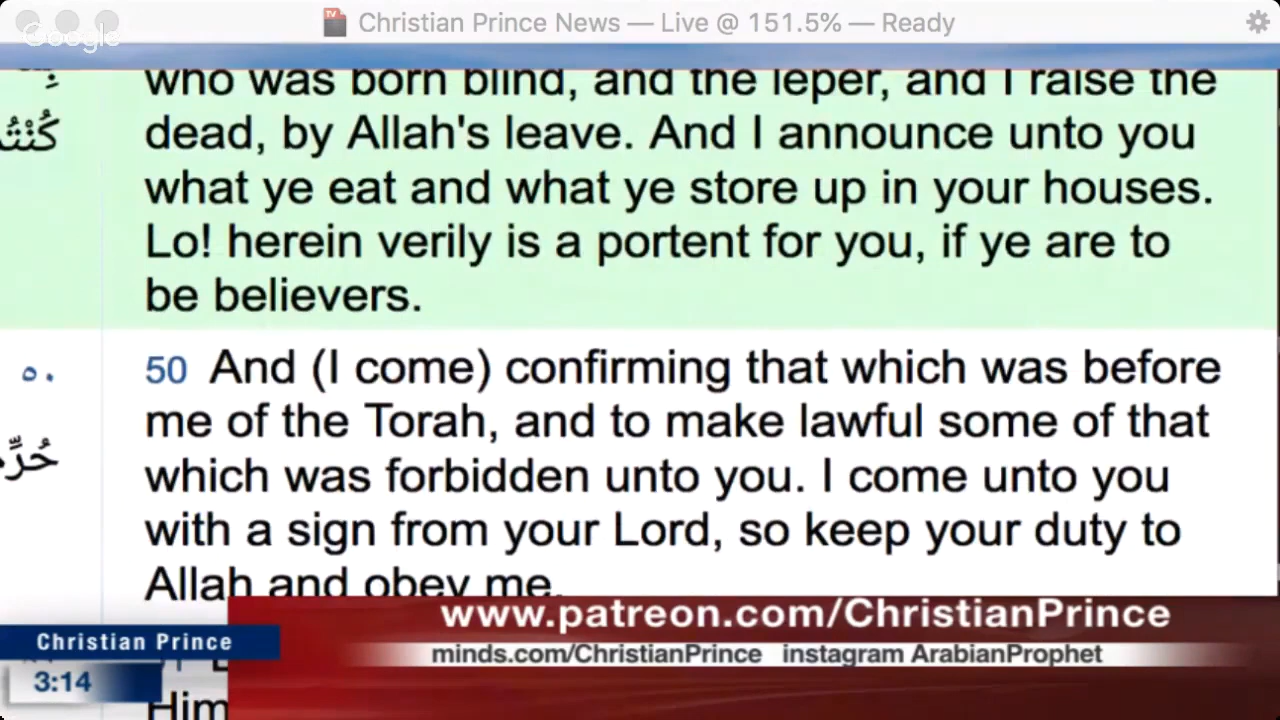 Christian Prince News — Live @ 151.5% — Ready
Google
who was born blind, and the leper, and I raise the
dead, by Allah's leave. And I announce unto you
what ye eat and what ye store up in your houses.
Lo! herein verily is a portent for you, if ye are to
be believers.
٥٠
50 And (I come) confirming that which was before
me of the Torah, and to make lawful some of that
which was forbidden unto you. I come unto you
with a sign from your Lord, so keep your duty to
Allah and obey me.
Him
www.patreon.com/ChristianPrince
minds.com/ChristianPrince instagram ArabianProphet
Christian Prince
3:14